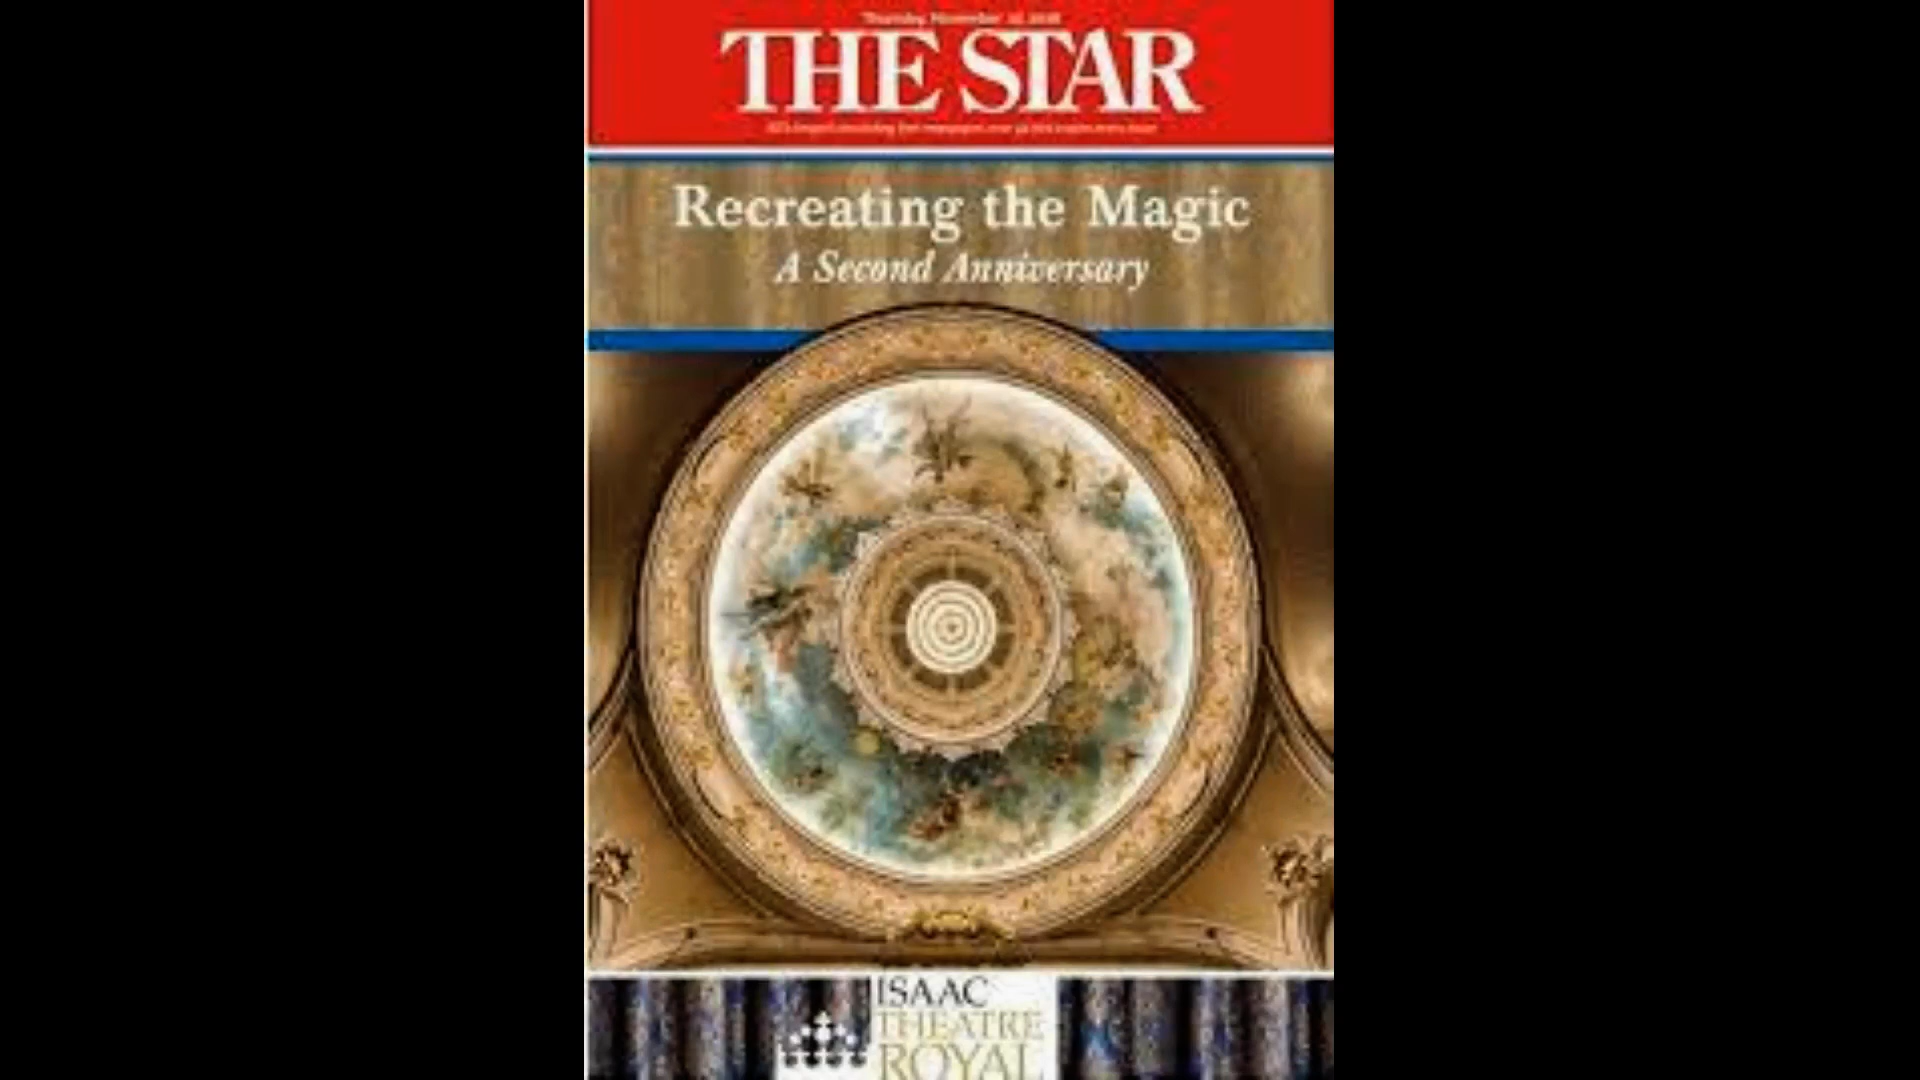 THE STAR
Recreating the Magic
A Second Anniversary
ISAAC
THEATRE
ROYAL